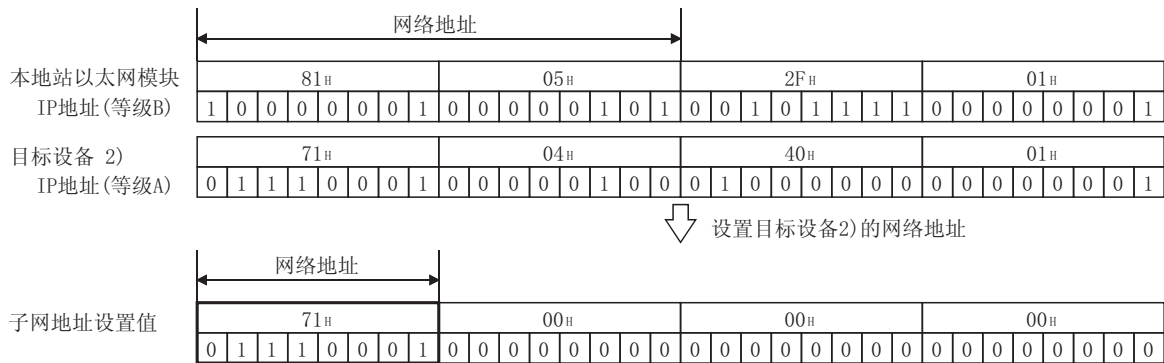 网络地址
本地站以太网模块 81H 05H 2FH 01H
IP地址(等级B) 1 0 0 0 0 0 0 1 0 0 0 0 0 1 0 1 0 0 1 0 1 1 1 1 0 0 0 0 0 0 0 1
目标设备 2) 71H 04H 40H 01H
IP地址(等级A) 0 1 1 1 0 0 0 1 0 0 0 0 0 1 0 0 0 1 0 0 0 0 0 0 0 0 0 0 0 0 0 1
设置目标设备2)的网络地址
网络地址
子网地址设置值 71H 00H 00H 00H
0 1 1 1 0 0 0 1 0 0 0 0 0 0 0 0 0 0 0 0 0 0 0 0 0 0 0 0 0 0 0 0